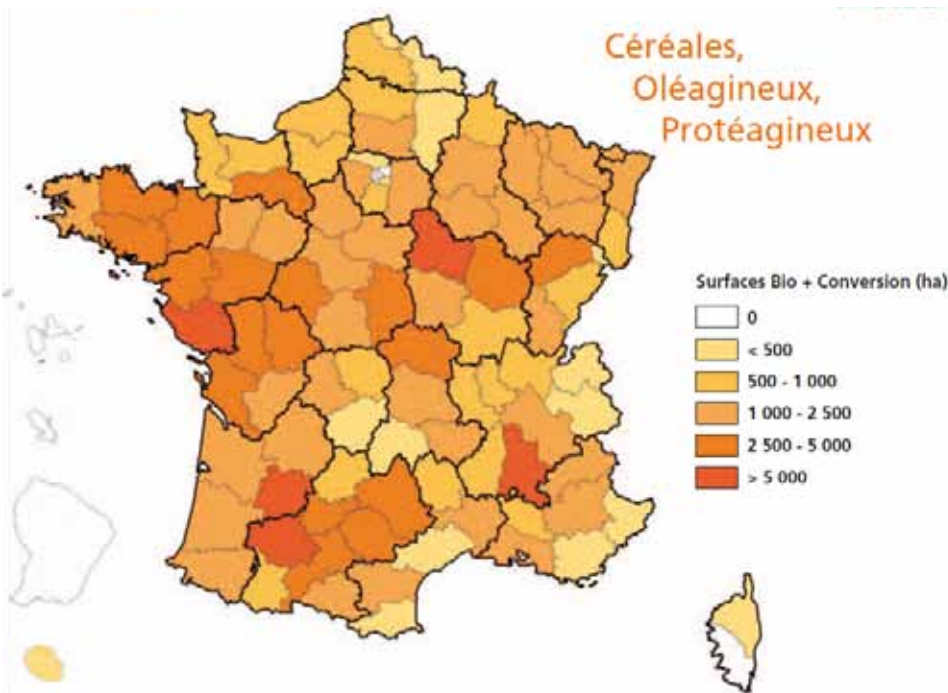 Céréales,
Oléagineux,
Protéagineux
Surfaces Bio + Conversion (ha)
0
< 500
500 - 1 000
1 000 - 2 500
2 500 - 5 000
> 5 000